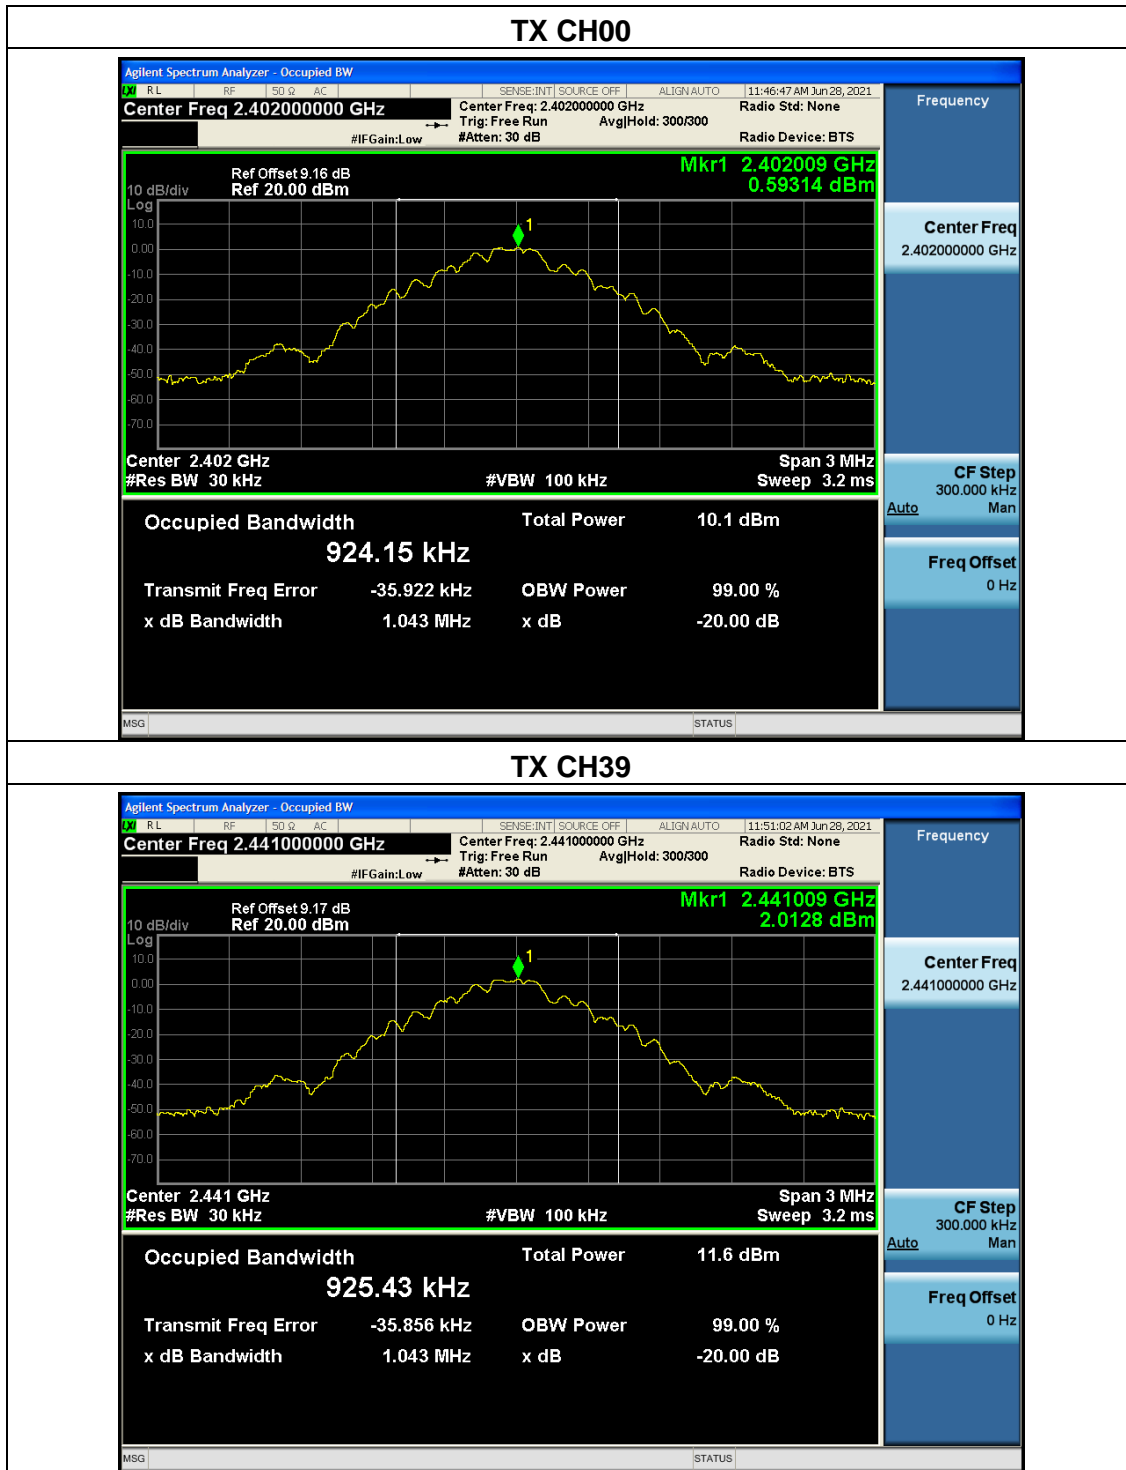 TX CH00
Agilent Spectrum Analyzer - Occupied BW
LXI RL RF 50 Ω AC SENSE:INT SOURCE OFF ALIGN AUTO 11:46:47 AM Jun 28, 2021
Center Freq 2.402000000 GHz
Center Freq: 2.402000000 GHz Radio Std: None
Trig: Free Run Avg|Hold: 300/300
#IFGain:Low #Atten: 30 dB Radio Device: BTS
Frequency
Mkr1 2.402009 GHz
0.59314 dBm
Ref Offset 9.16 dB
10 dB/div Ref 20.00 dBm
Log
10.0
0.00
-10.0
-20.0
-30.0
-40.0
-50.0
-60.0
-70.0
1
Center 2.402 GHz Span 3 MHz
#Res BW 30 kHz #VBW 100 kHz Sweep 3.2 ms
Center Freq
2.402000000 GHz
CF Step
300.000 kHz
Auto Man
Freq Offset
0 Hz
Occupied Bandwidth Total Power 10.1 dBm
924.15 kHz
Transmit Freq Error -35.922 kHz OBW Power 99.00 %
x dB Bandwidth 1.043 MHz x dB -20.00 dB
MSG STATUS
TX CH39
Agilent Spectrum Analyzer - Occupied BW
LXI RL RF 50 Ω AC SENSE:INT SOURCE OFF ALIGN AUTO 11:51:02 AM Jun 28, 2021
Center Freq 2.441000000 GHz
Center Freq: 2.441000000 GHz Radio Std: None
Trig: Free Run Avg|Hold: 300/300
#IFGain:Low #Atten: 30 dB Radio Device: BTS
Frequency
Mkr1 2.441009 GHz
2.0128 dBm
Ref Offset 9.17 dB
10 dB/div Ref 20.00 dBm
Log
10.0
0.00
-10.0
-20.0
-30.0
-40.0
-50.0
-60.0
-70.0
1
Center 2.441 GHz Span 3 MHz
#Res BW 30 kHz #VBW 100 kHz Sweep 3.2 ms
Center Freq
2.441000000 GHz
CF Step
300.000 kHz
Auto Man
Freq Offset
0 Hz
Occupied Bandwidth Total Power 11.6 dBm
925.43 kHz
Transmit Freq Error -35.856 kHz OBW Power 99.00 %
x dB Bandwidth 1.043 MHz x dB -20.00 dB
MSG STATUS